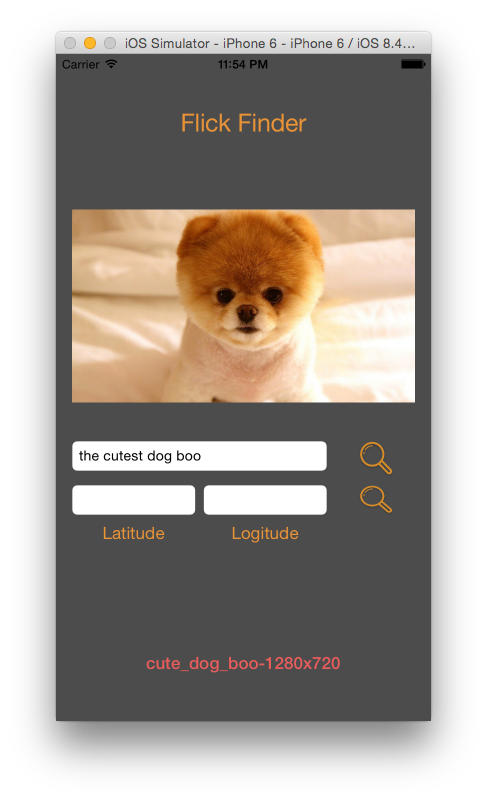 iOS Simulator - iPhone 6 - iPhone 6 / iOS 8.4...
Carrier 11:54 PM
Flick Finder
the cutest dog boo
Latitude Logitude
cute_dog_boo-1280x720